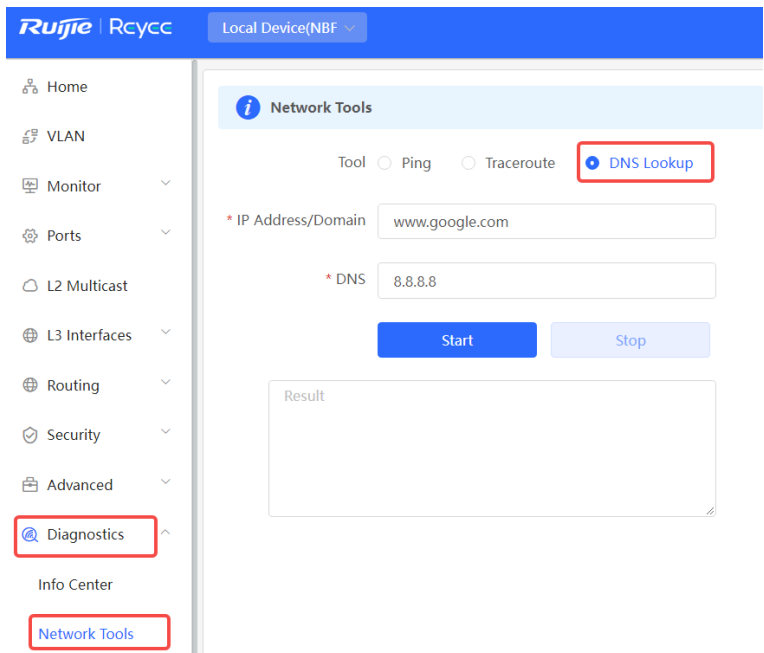 Ruijie | Reyee
Local Device(NBF
Home
VLAN
Monitor
Ports
L2 Multicast
L3 Interfaces
Routing
Security
Advanced
Diagnostics
Info Center
Network Tools
i Network Tools
Tool Ping Traceroute DNS Lookup
* IP Address/Domain www.google.com
* DNS 8.8.8.8
Start Stop
Result